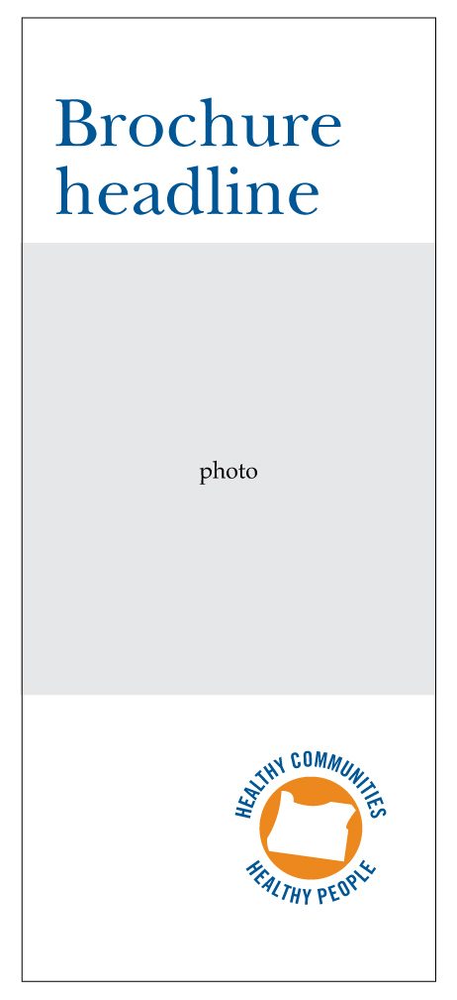 Brochure
headline
photo
HEALTHY COMMUNITIES
HEALTHY PEOPLE